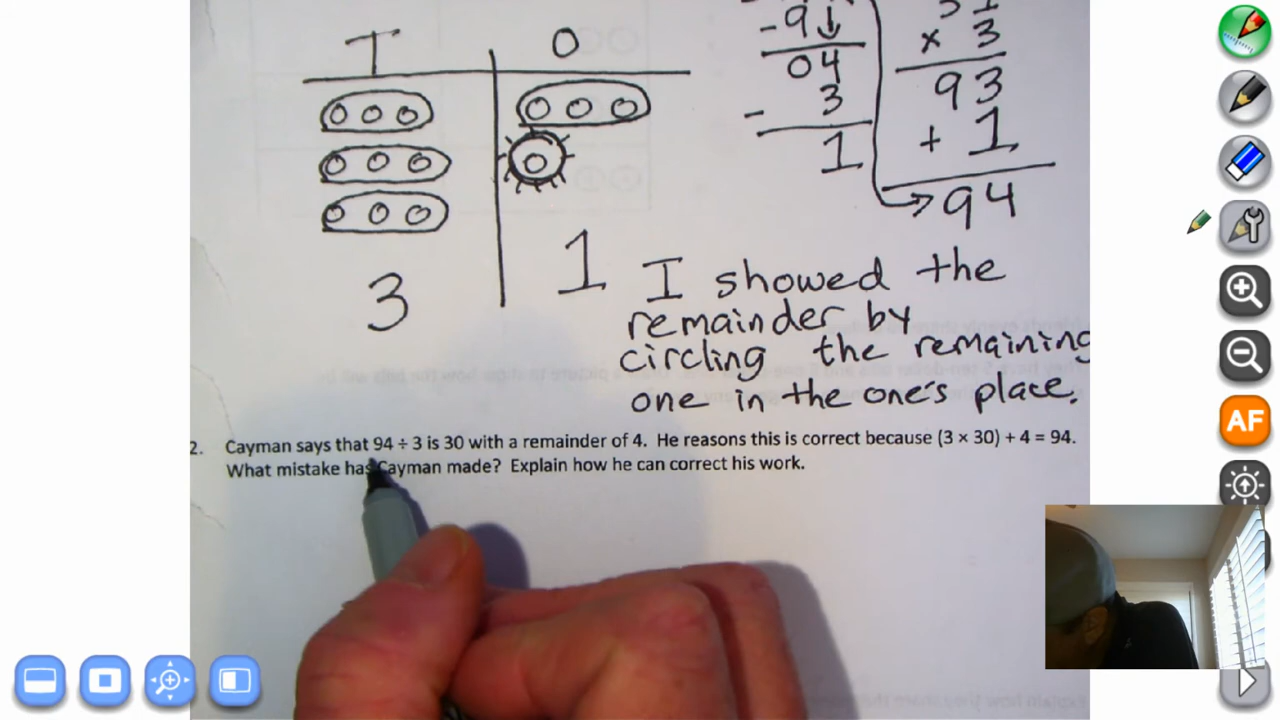 T O
- 9
04
- 3
1
x 3
93
+ 1
94
3 1
I showed the
remainder by
circling the remaining
one in the one's place.
2. Cayman says that 94 ÷ 3 is 30 with a remainder of 4. He reasons this is correct because (3 × 30) + 4 = 94.
What mistake has Cayman made? Explain how he can correct his work.
AF